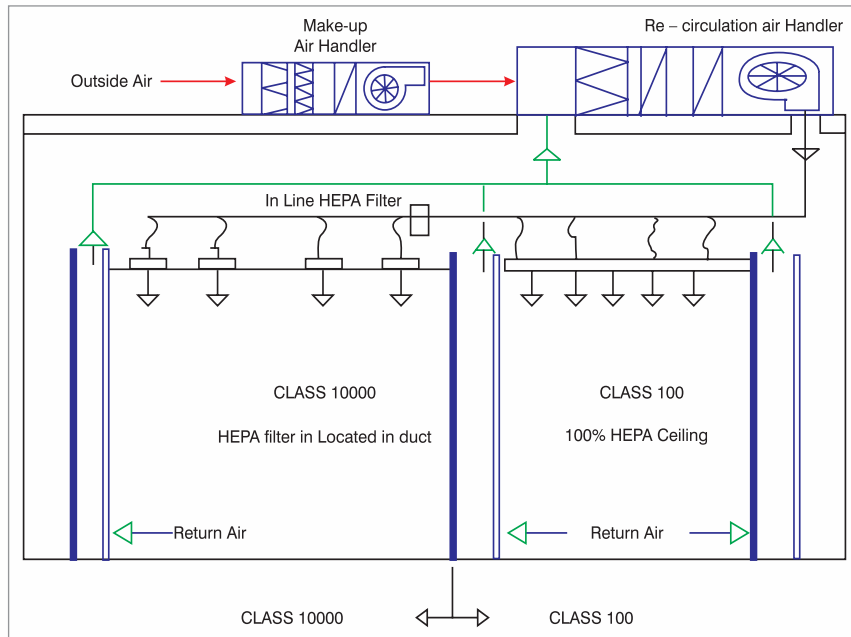 Make-up
Air Handler
Re – circulation air Handler
Outside Air
In Line HEPA Filter
CLASS 10000
CLASS 100
HEPA filter in Located in duct
100% HEPA Ceiling
Return Air
Return Air
CLASS 10000
CLASS 100